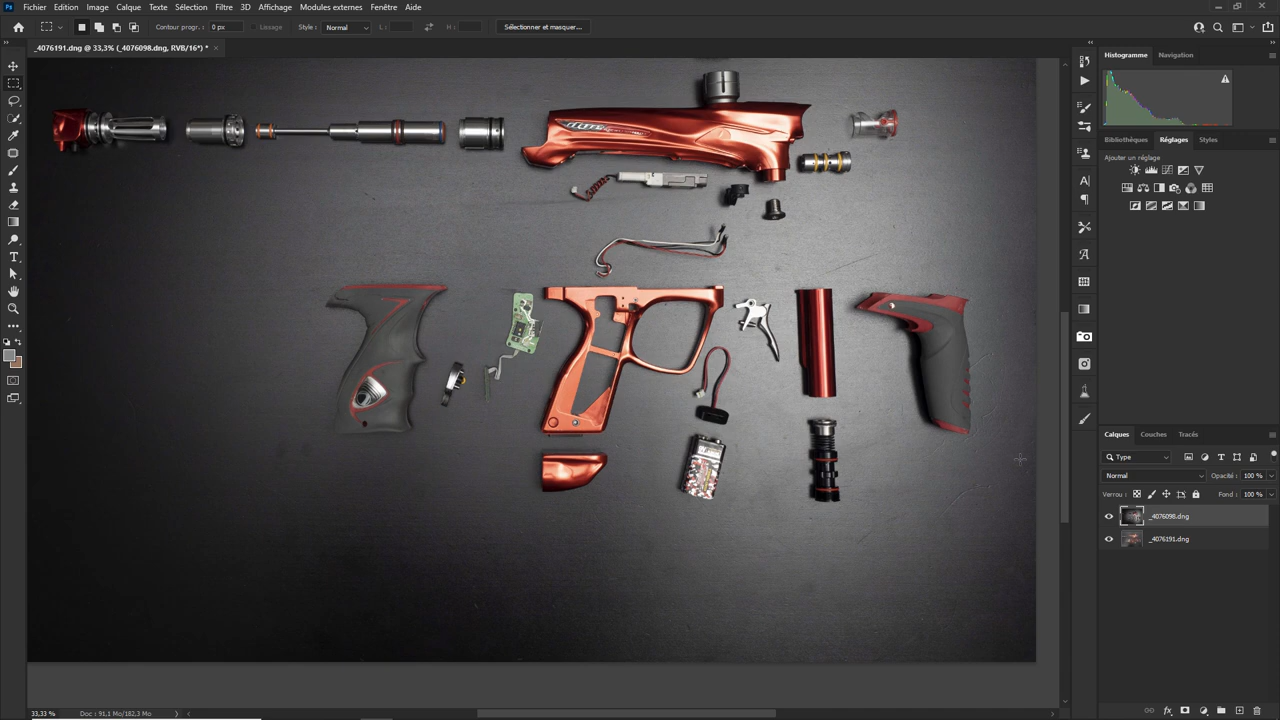 Ps Fichier Edition Image Calque Texte Sélection Filtre 3D Affichage Modules externes Fenêtre Aide
Contour progr. : 0 px Lissage Style : Normal L : H : Sélectionner et masquer...
_4076191.dng @ 33,3% (_4076098.dng, RVB/16*) *
Histogramme Navigation
Bibliothèques Réglages Styles
Ajouter un réglage
Calques Couches Tracés
Type
Normal Opacité : 100 %
Verrou : Fond : 100 %
_4076098.dng
_4076191.dng
33,33 % Doc : 91,1 Mo/182,3 Mo